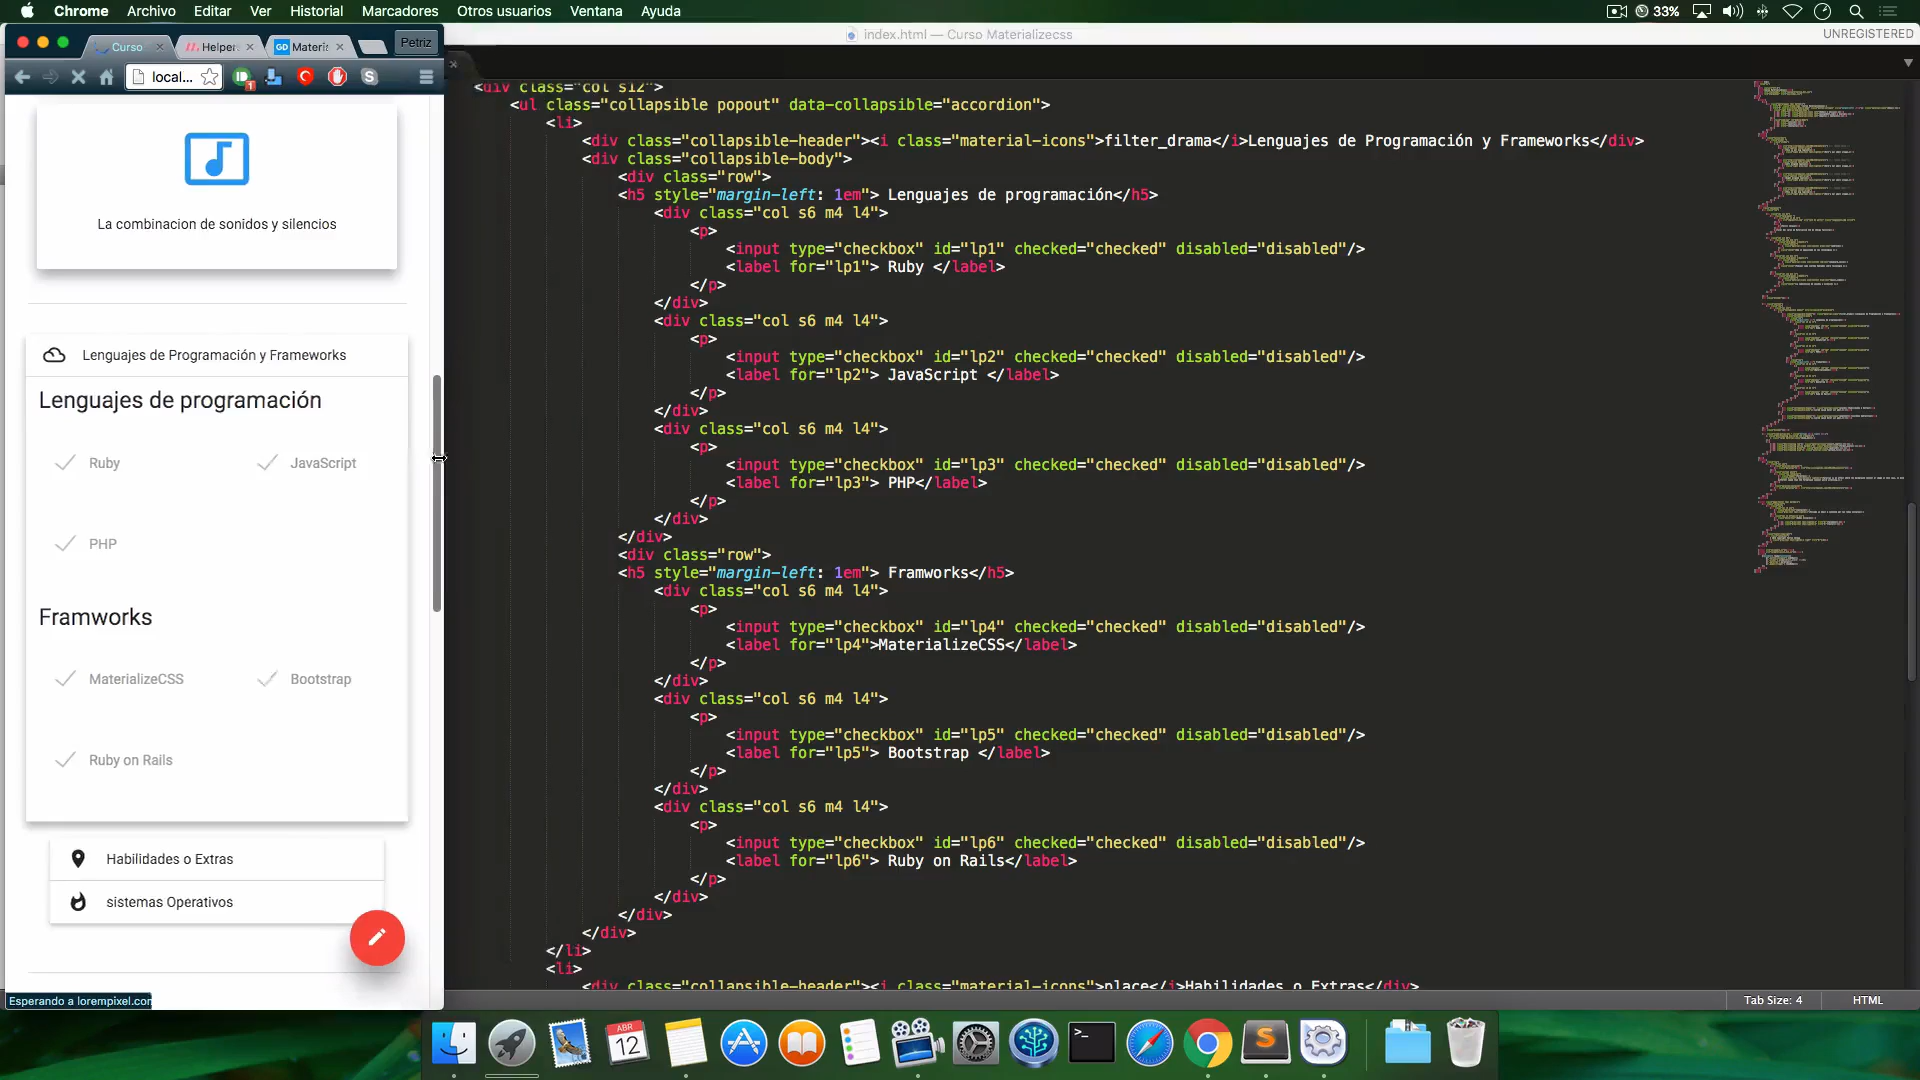 Chrome Archivo Editar Ver Historial Marcadores Otros usuarios Ventana Ayuda 33%
Curso Helper Materia Petriz
local...
index.html — Curso Materializecss
UNREGISTERED
La combinacion de sonidos y silencios
Lenguajes de Programación y Frameworks
Lenguajes de programación
Ruby JavaScript
PHP
Framworks
MaterializeCSS Bootstrap
Ruby on Rails
Habilidades o Extras
sistemas Operativos
Esperando a lorempixel.con
<div class="col s12">
<ul class="collapsible popout" data-collapsible="accordion">
<li>
<div class="collapsible-header"><i class="material-icons">filter_drama</i>Lenguajes de Programación y Frameworks</div>
<div class="collapsible-body">
<div class="row">
<h5 style="margin-left: 1em"> Lenguajes de programación</h5>
<div class="col s6 m4 l4">
<p>
<input type="checkbox" id="lp1" checked="checked" disabled="disabled"/>
<label for="lp1"> Ruby </label>
</p>
</div>
<div class="col s6 m4 l4">
<p>
<input type="checkbox" id="lp2" checked="checked" disabled="disabled"/>
<label for="lp2"> JavaScript </label>
</p>
</div>
<div class="col s6 m4 l4">
<p>
<input type="checkbox" id="lp3" checked="checked" disabled="disabled"/>
<label for="lp3"> PHP</label>
</p>
</div>
</div>
<div class="row">
<h5 style="margin-left: 1em"> Framworks</h5>
<div class="col s6 m4 l4">
<p>
<input type="checkbox" id="lp4" checked="checked" disabled="disabled"/>
<label for="lp4">MaterializeCSS</label>
</p>
</div>
<div class="col s6 m4 l4">
<p>
<input type="checkbox" id="lp5" checked="checked" disabled="disabled"/>
<label for="lp5"> Bootstrap </label>
</p>
</div>
<div class="col s6 m4 l4">
<p>
<input type="checkbox" id="lp6" checked="checked" disabled="disabled"/>
<label for="lp6"> Ruby on Rails</label>
</p>
</div>
</div>
</div>
</li>
<li>
<div class="collapsible-header"><i class="material-icons">place</i>Habilidades o Extras</div>
Tab Size: 4 HTML
ABR
12